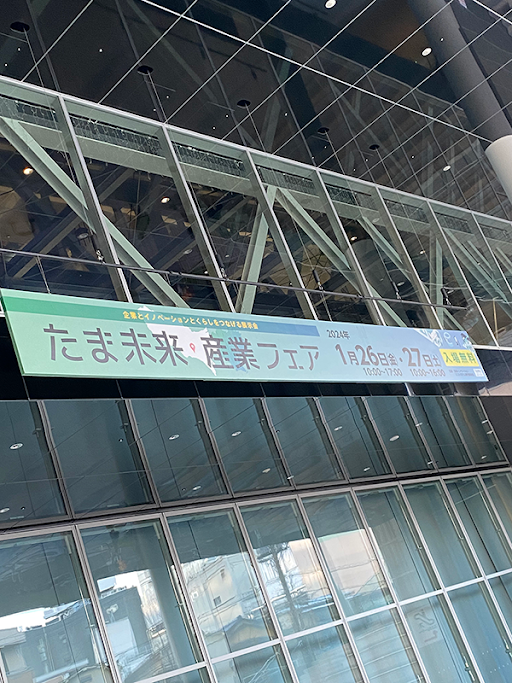 企業とイノベーションとくらしをつなげる展示会
たま未来・産業フェア
2024年
1月26日金・27日土
10:00~17:00 10:00~16:00
入場無料